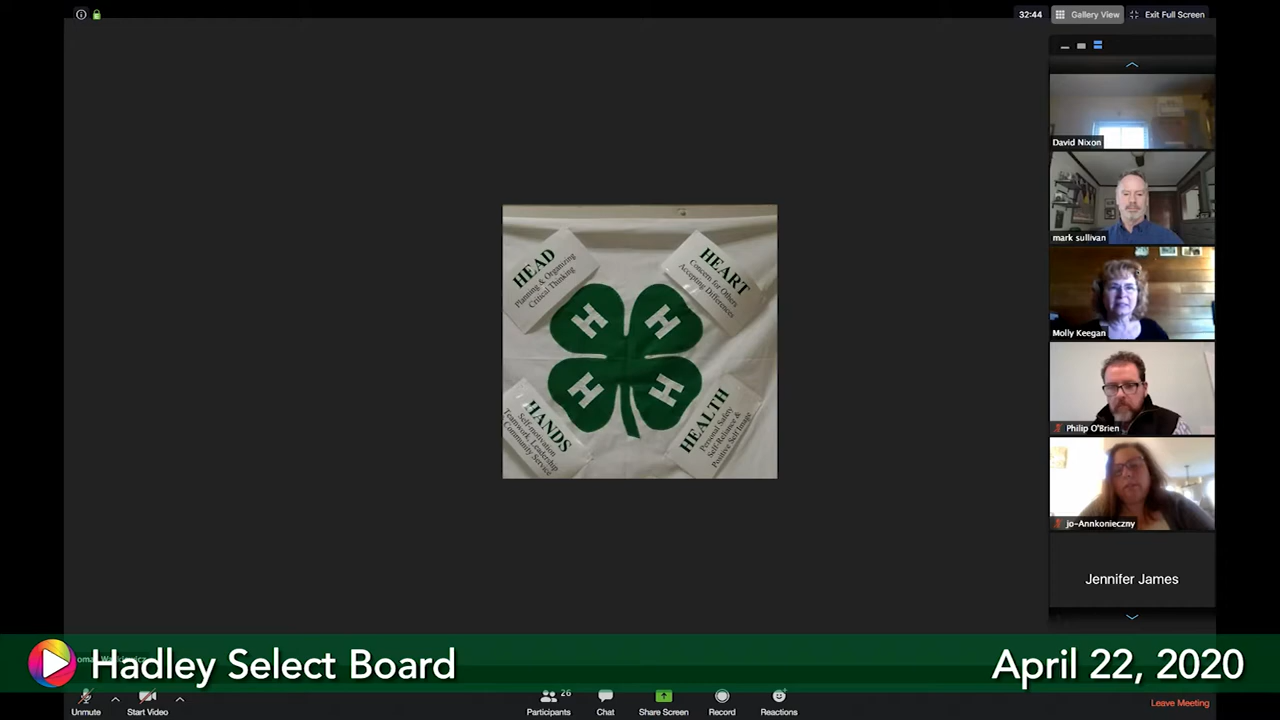 32:44
Gallery View
Exit Full Screen
David Nixon
mark sullivan
Molly Keegan
Philip O'Brien
jo-Annkonieczny
Jennifer James
HEAD
Planning & Organizing
Critical Thinking
HEART
Concern for Others
Accepting Differences
H H
H H
HANDS
Self-motivation
Teamwork, Leadership
Community Service
HEALTH
Personal Safety
Self-Reliance &
Positive Self Image
Hadley Select Board
April 22, 2020
26
Unmute
Start Video
Participants
Chat
Share Screen
Record
Reactions
Leave Meeting